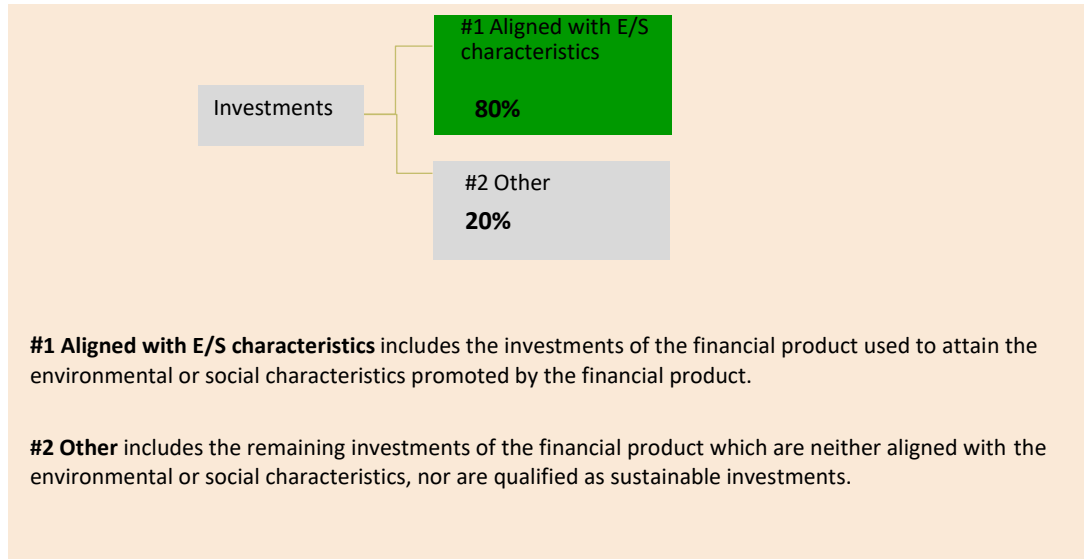 #1 Aligned with E/S
characteristics
80%
Investments
#2 Other
20%
#1 Aligned with E/S characteristics includes the investments of the financial product used to attain the
environmental or social characteristics promoted by the financial product.
#2 Other includes the remaining investments of the financial product which are neither aligned with the
environmental or social characteristics, nor are qualified as sustainable investments.